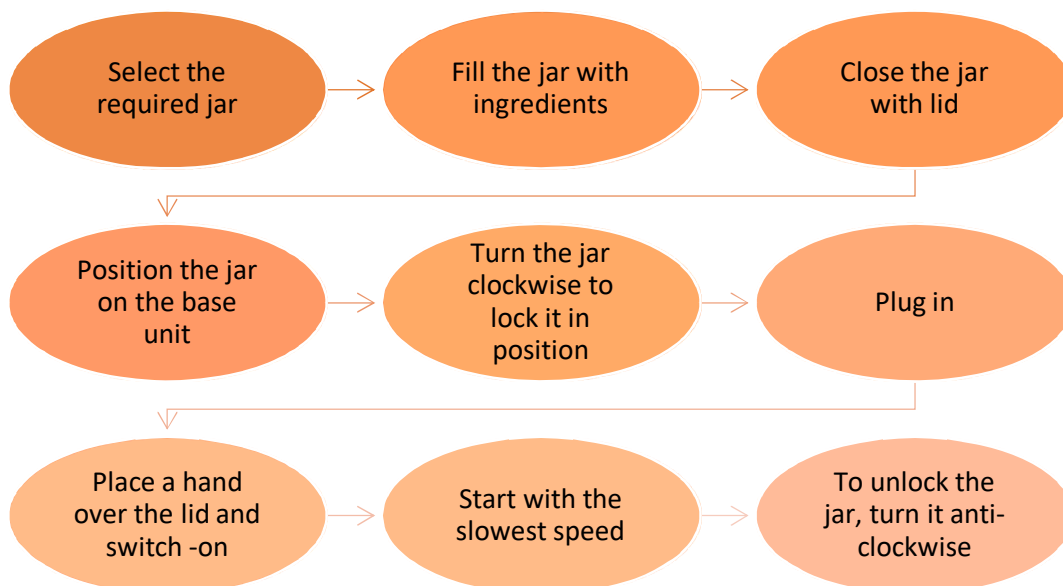 Select the
required jar
Fill the jar with
ingredients
Close the jar
with lid
Position the jar
on the base
unit
Turn the jar
clockwise to
lock it in
position
Plug in
Place a hand
over the lid and
switch -on
Start with the
slowest speed
To unlock the
jar, turn it anti-
clockwise